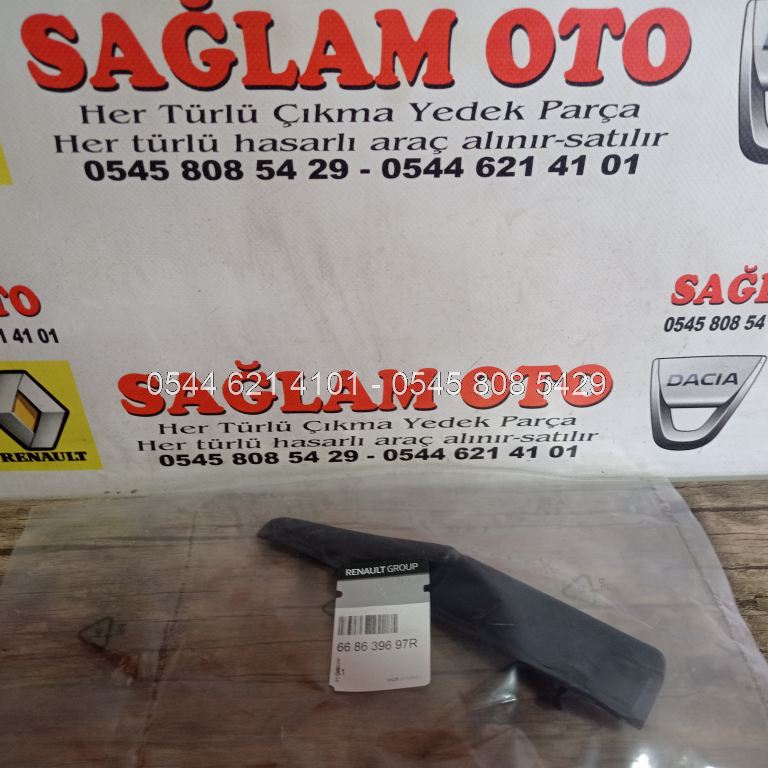 SAĞLAM OTO
Her Türlü Çıkma Yedek Parça
Her türlü hasarlı araç alınır-satılır
0545 808 54 29 - 0544 621 41 01
OTO
41 01
SAĞL
0545 808 54
RENAULT
SAĞLAM OTO
0544 621 4101 - 0545 808 5429
Her Türlü Çıkma Yedek Parça
Her türlü hasarlı araç alınır-satılır
0545 808 54 29 - 0544 621 41 01
DACIA
RENAULT GROUP
66 86 396 97R